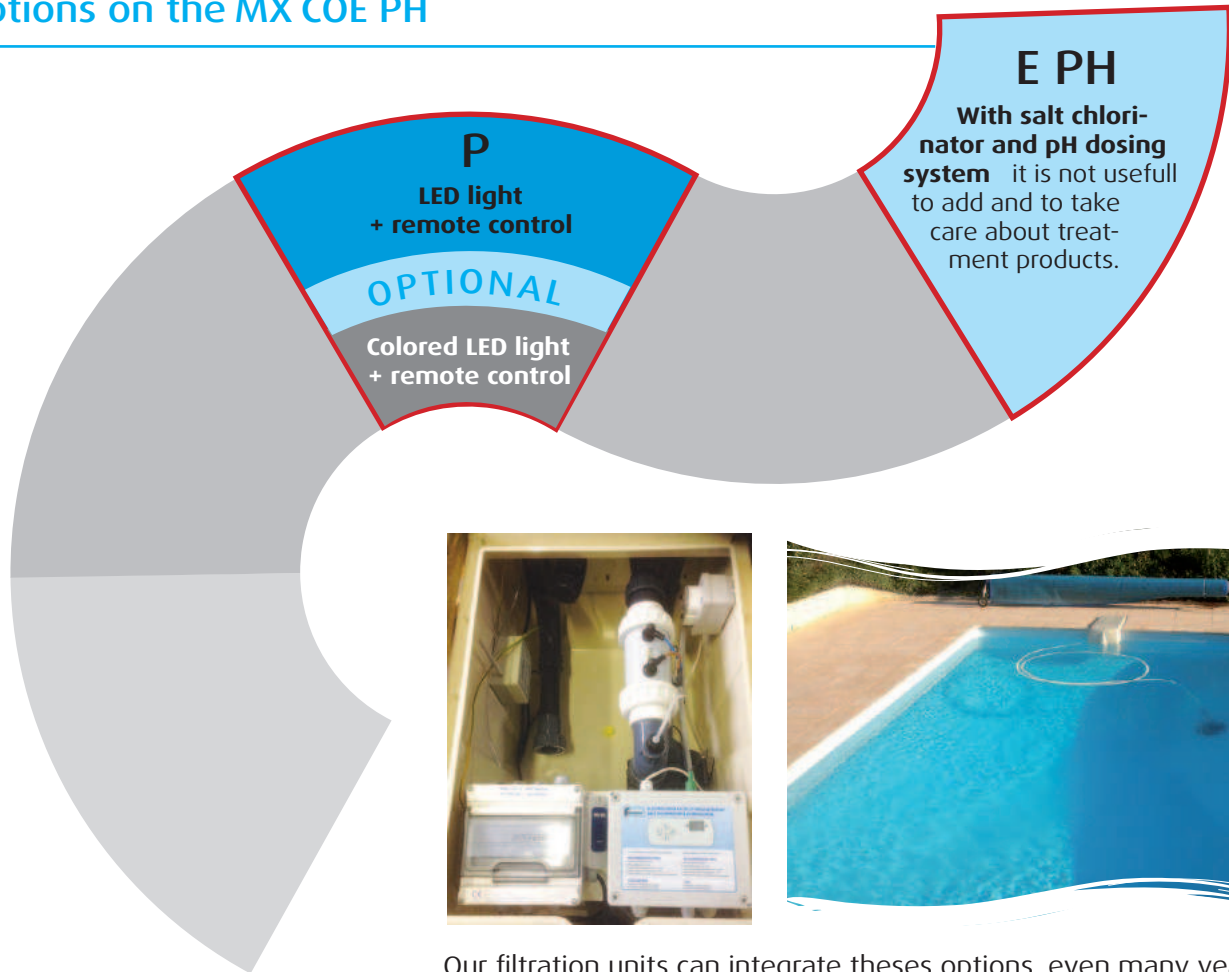 ptions on the MX COE PH
E PH
With salt chlori-
nator and pH dosing
system it is not usefull
to add and to take
care about treat-
ment products.
P
LED light
+ remote control
OPTIONAL
Colored LED light
+ remote control
Our filtration units can integrate theses options, even many ye